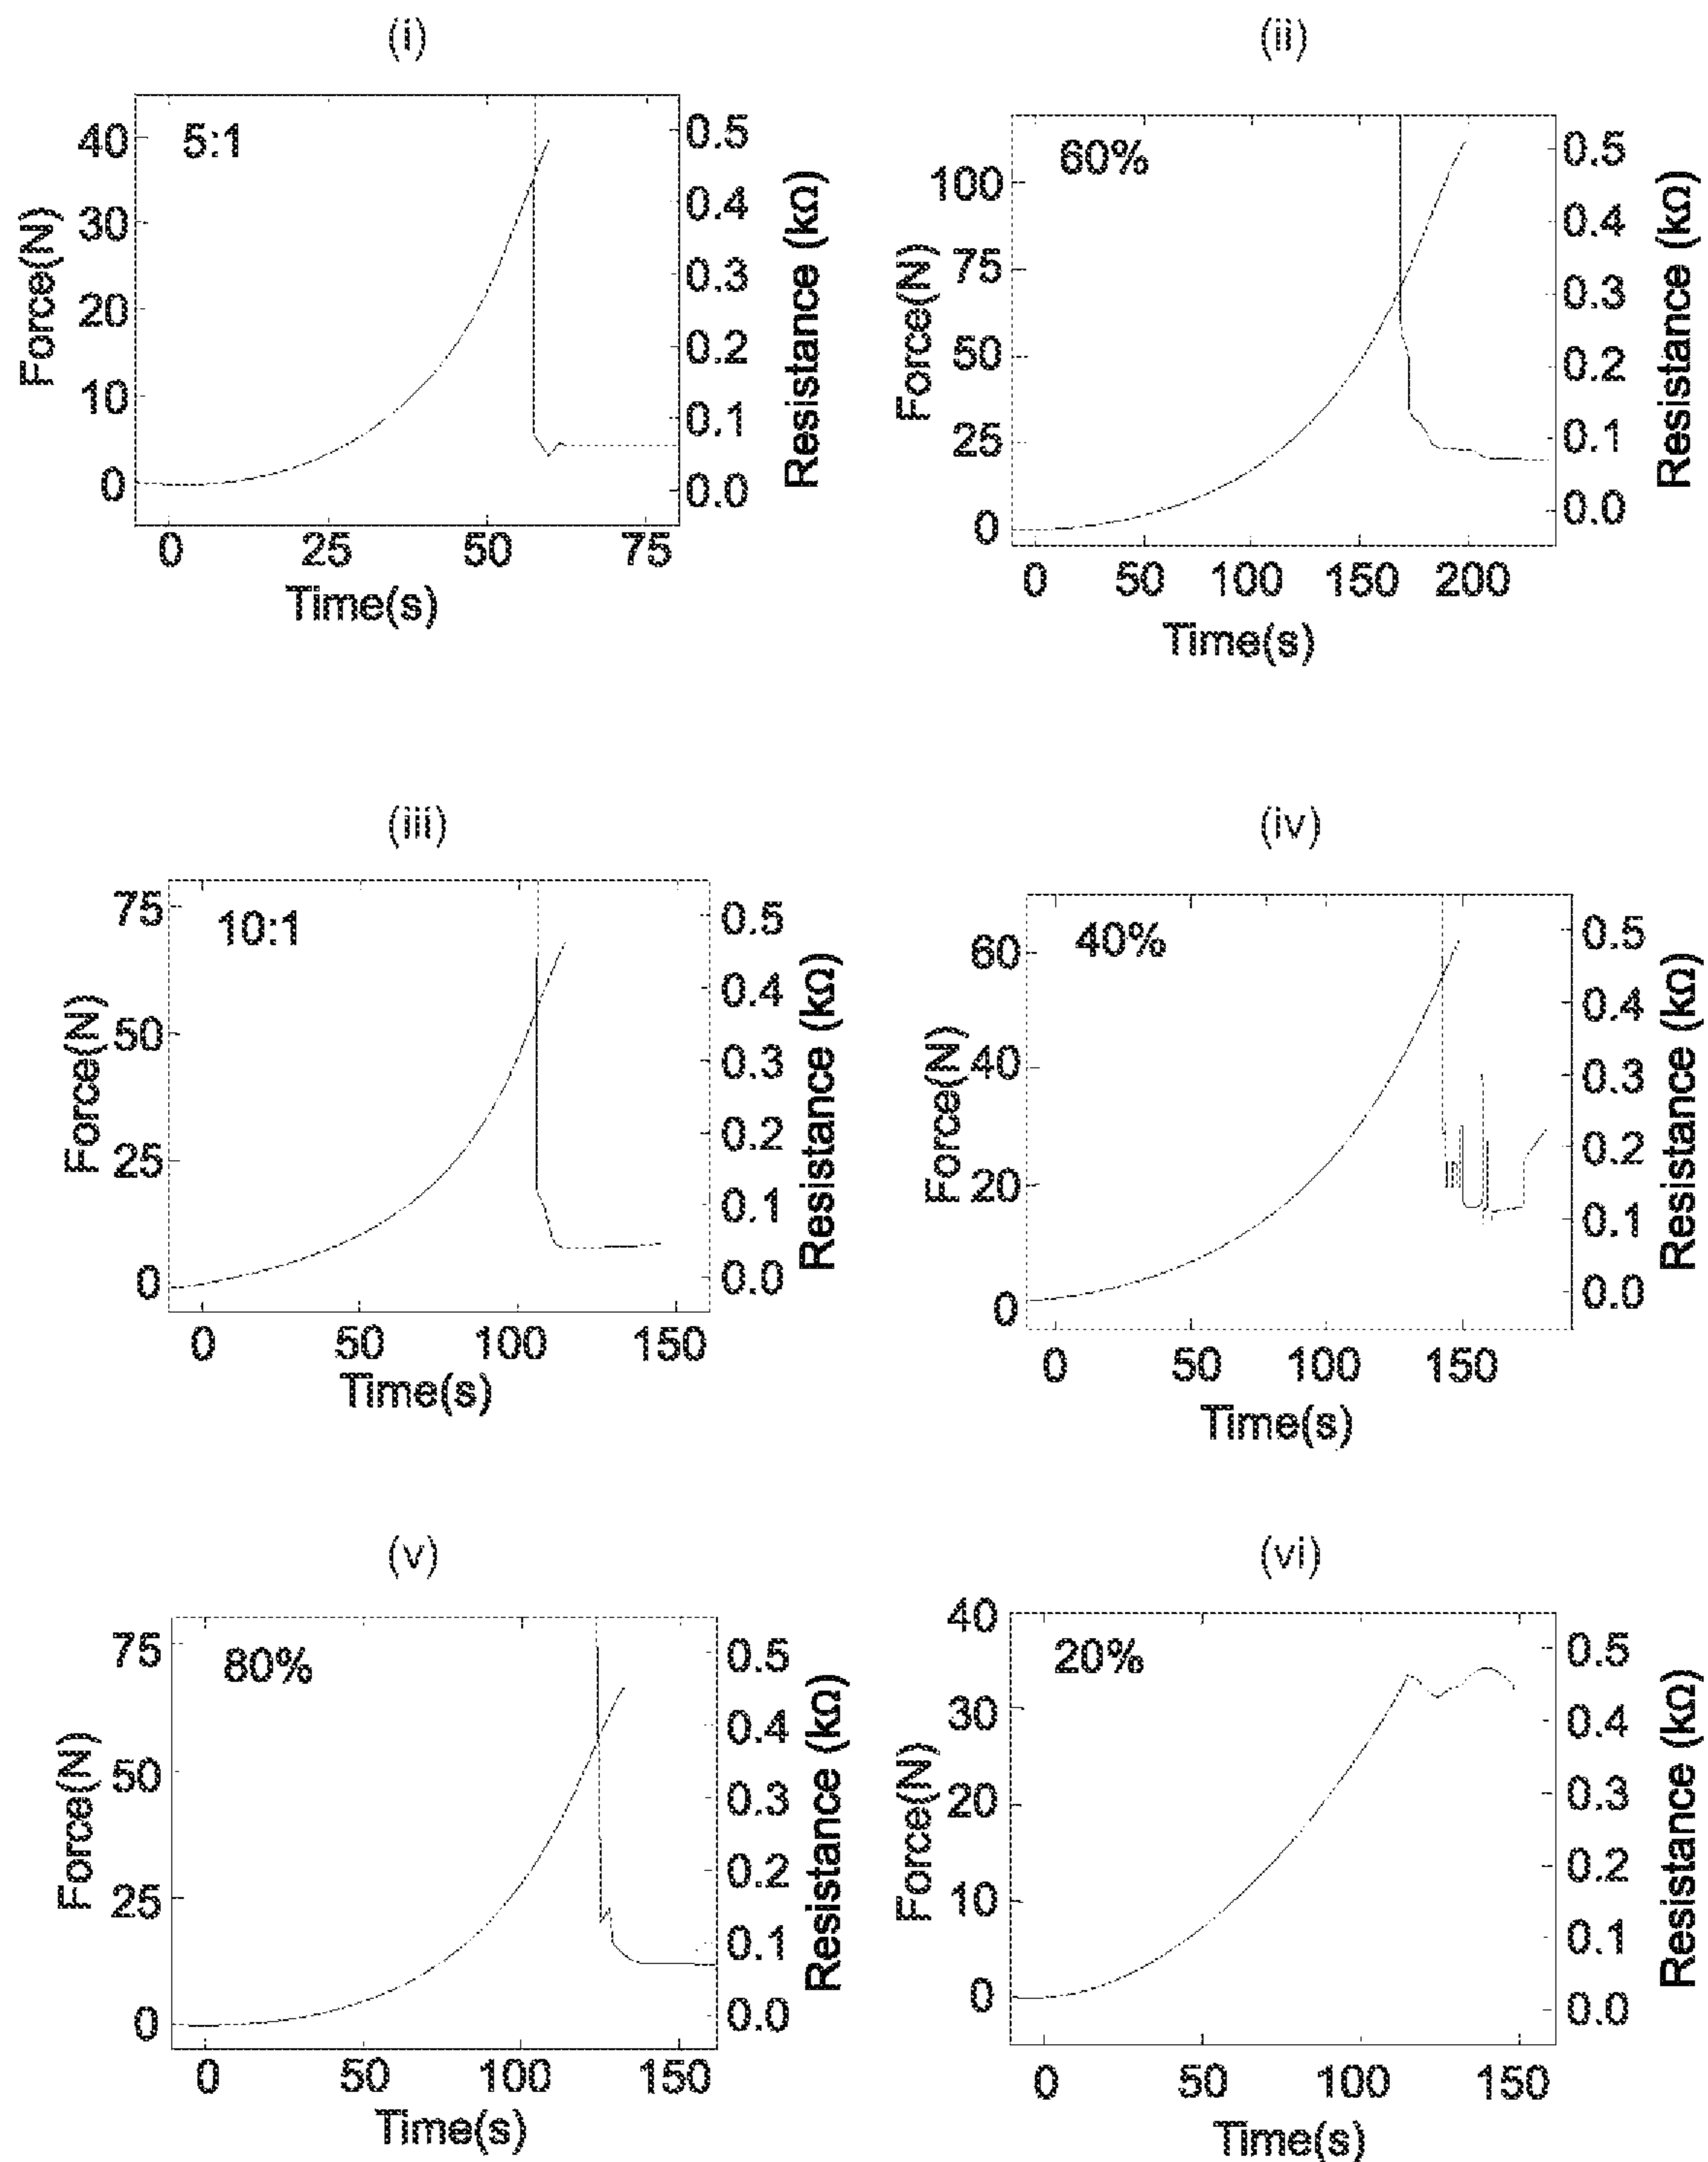 (i)
5:1
40
30
20
10
0
Force(N)
0.5
0.4
0.3
0.2
0.1
0.0
Resistance (kΩ)
0 25 50 75
Time(s)
(ii)
60%
100
75
50
25
0
Force(N)
0.5
0.4
0.3
0.2
0.1
0.0
Resistance (kΩ)
0 50 100 150 200
Time(s)
(iii)
10:1
75
50
25
0
Force(N)
0.5
0.4
0.3
0.2
0.1
0.0
Resistance (kΩ)
0 50 100 150
Time(s)
(iv)
40%
60
40
20
0
Force(N)
0.5
0.4
0.3
0.2
0.1
0.0
Resistance (kΩ)
0 50 100 150
Time(s)
(v)
80%
75
50
25
0
Force(N)
0.5
0.4
0.3
0.2
0.1
0.0
Resistance (kΩ)
0 50 100 150
Time(s)
(vi)
20%
40
30
20
10
0
Force(N)
0.5
0.4
0.3
0.2
0.1
0.0
Resistance (kΩ)
0 50 100 150
Time(s)